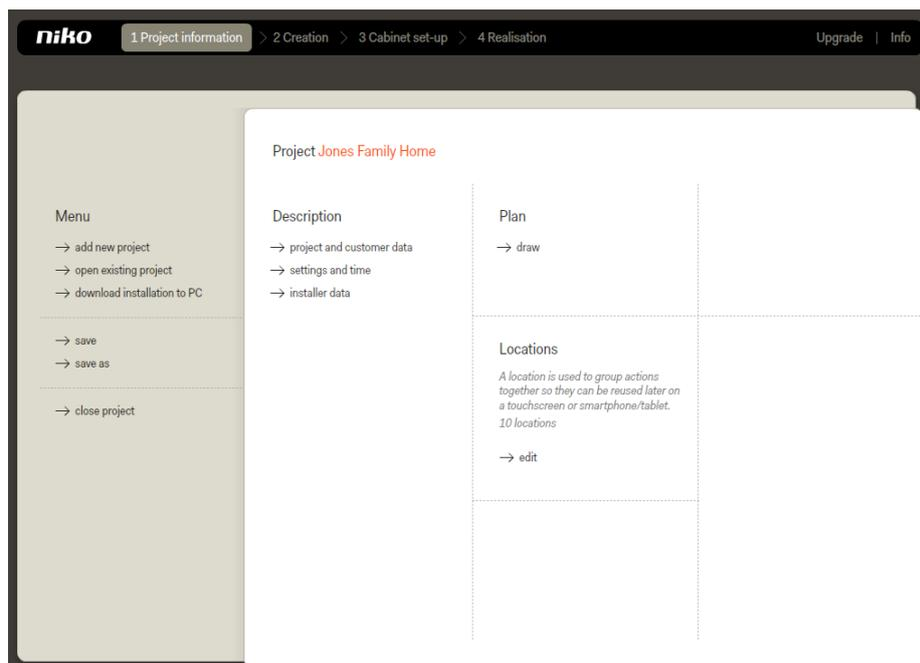 niko
1 Project information
2 Creation
3 Cabinet set-up
4 Realisation
Upgrade | Info
Project Jones Family Home
Menu
→ add new project
→ open existing project
→ download installation to PC
→ save
→ save as
→ close project
Description
→ project and customer data
→ settings and time
→ installer data
Plan
→ draw
Locations
A location is used to group actions
together so they can be reused later on
a touchscreen or smartphone/tablet.
10 locations
→ edit